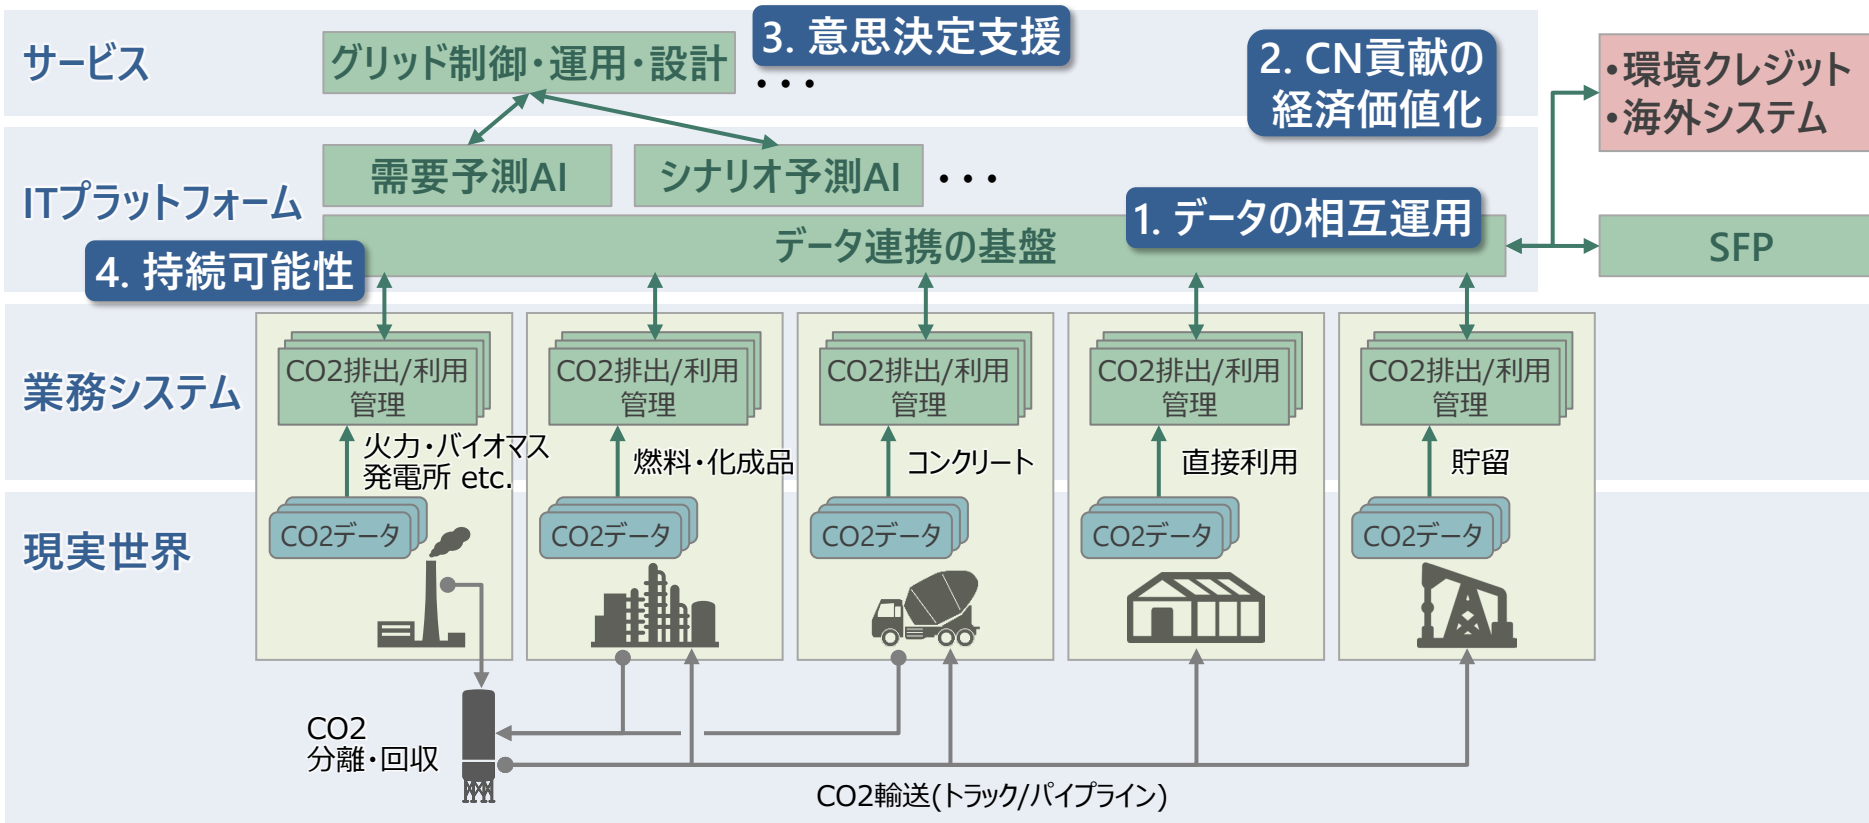 サービス
グリッド制御・運用・設計
・・・
3. 意思決定支援
2. CN貢献の
経済価値化
・環境クレジット
・海外システム
ITプラットフォーム
需要予測AI
シナリオ予測AI
・・・
1. データの相互運用
データ連携の基盤
SFP
4. 持続可能性
業務システム
CO2排出/利用
管理
CO2排出/利用
管理
CO2排出/利用
管理
CO2排出/利用
管理
CO2排出/利用
管理
火力・バイオマス
発電所 etc.
燃料・化成品
コンクリート
直接利用
貯留
現実世界
CO2データ
CO2データ
CO2データ
CO2データ
CO2データ
CO2
分離・回収
CO2輸送(トラック/パイプライン)